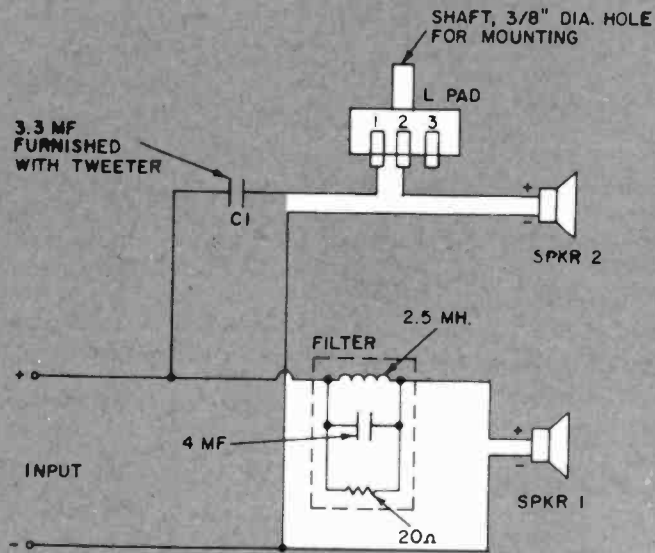 SHAFT, 3/8" DIA. HOLE
FOR MOUNTING
L PAD
1 2 3
3.3 MF
FURNISHED
WITH TWEETER
C1
+
-
SPKR 2
2.5 MH.
FILTER
+
4 MF
+
-
INPUT
SPKR 1
20Ω
-